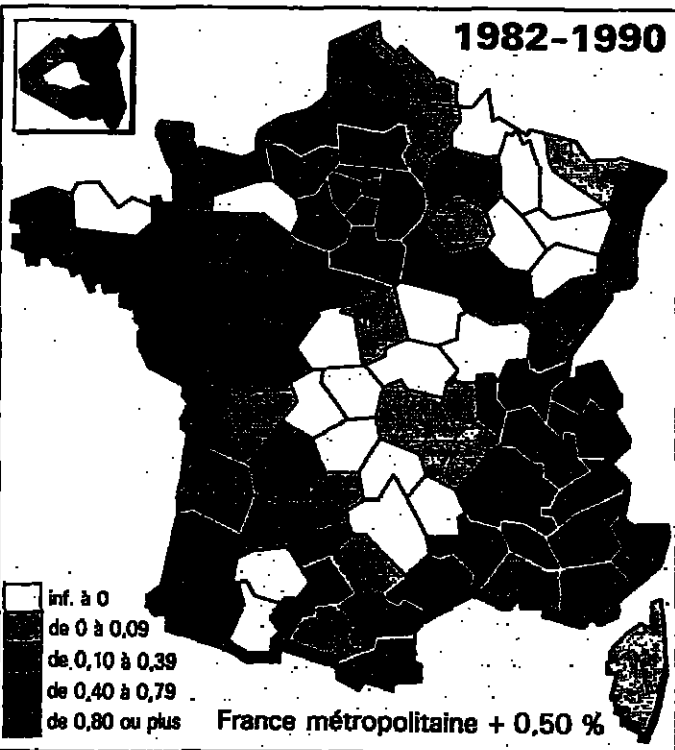 1982-1990
inf. à 0
de 0 à 0,09
de 0,10 à 0,39
de 0,40 à 0,79
de 0,80 ou plus
France métropolitaine + 0,50 %